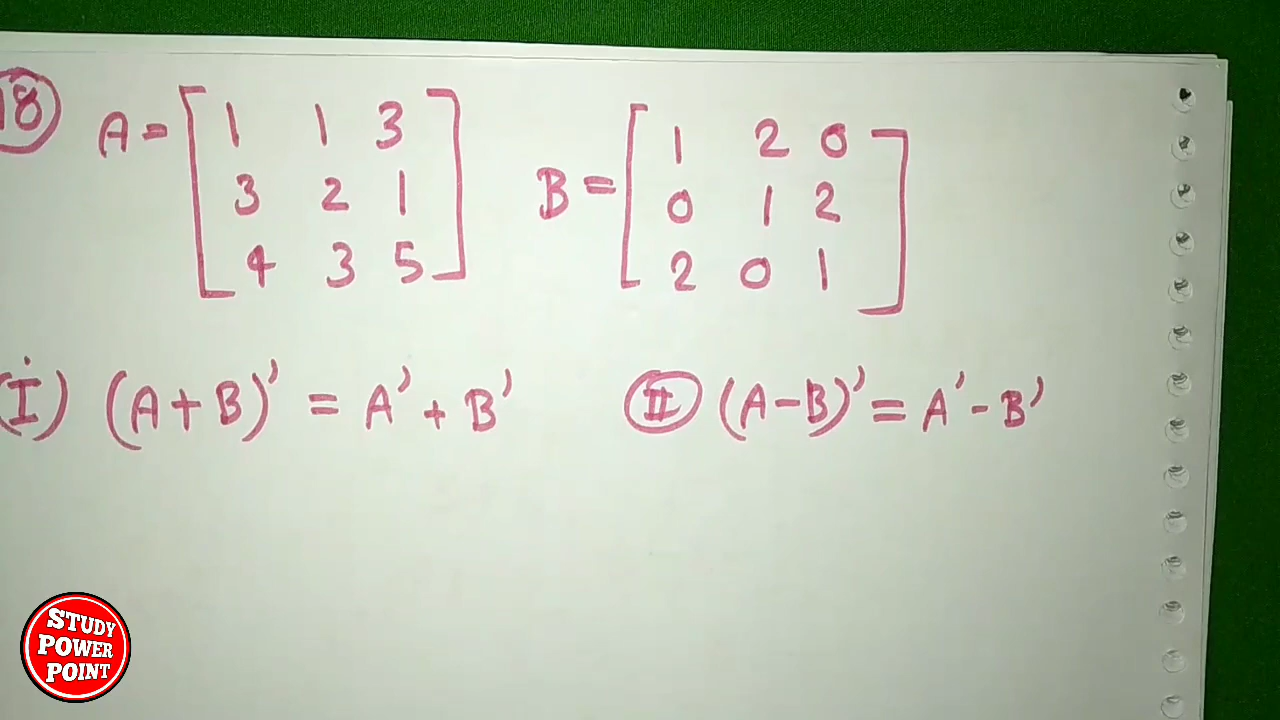 18 A = [ 1 1 3 B = [ 1 2 0
3 2 1 0 1 2
4 3 5 ] 2 0 1 ]
(i) (A + B)' = A' + B' II (A - B)' = A' - B'
STUDY
POWER
POINT